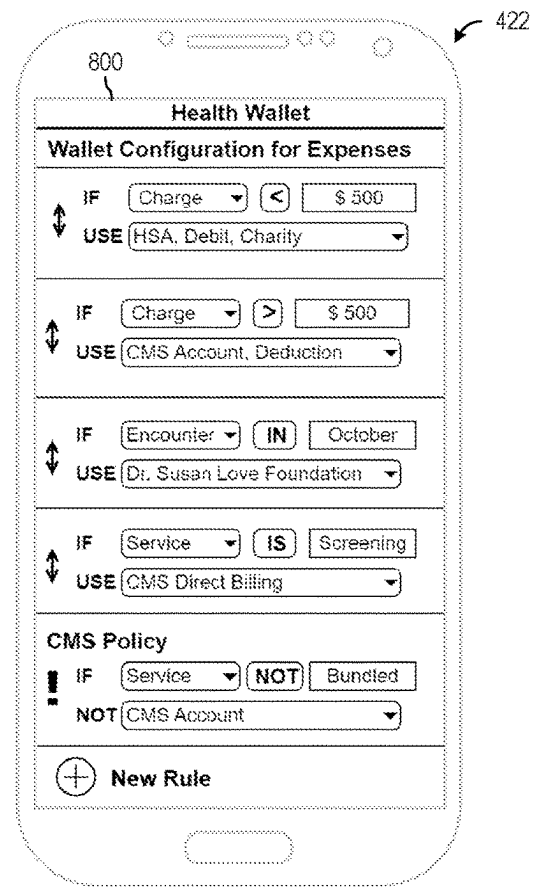 422
800
Health Wallet
Wallet Configuration for Expenses
IF Charge < $ 500
USE HSA, Debit, Charity
IF Charge > $ 500
USE CMS Account, Deduction
IF Encounter IN October
USE Dr. Susan Love Foundation
IF Service IS Screening
USE CMS Direct Billing
CMS Policy
! IF Service NOT Bundled
NOT CMS Account
New Rule